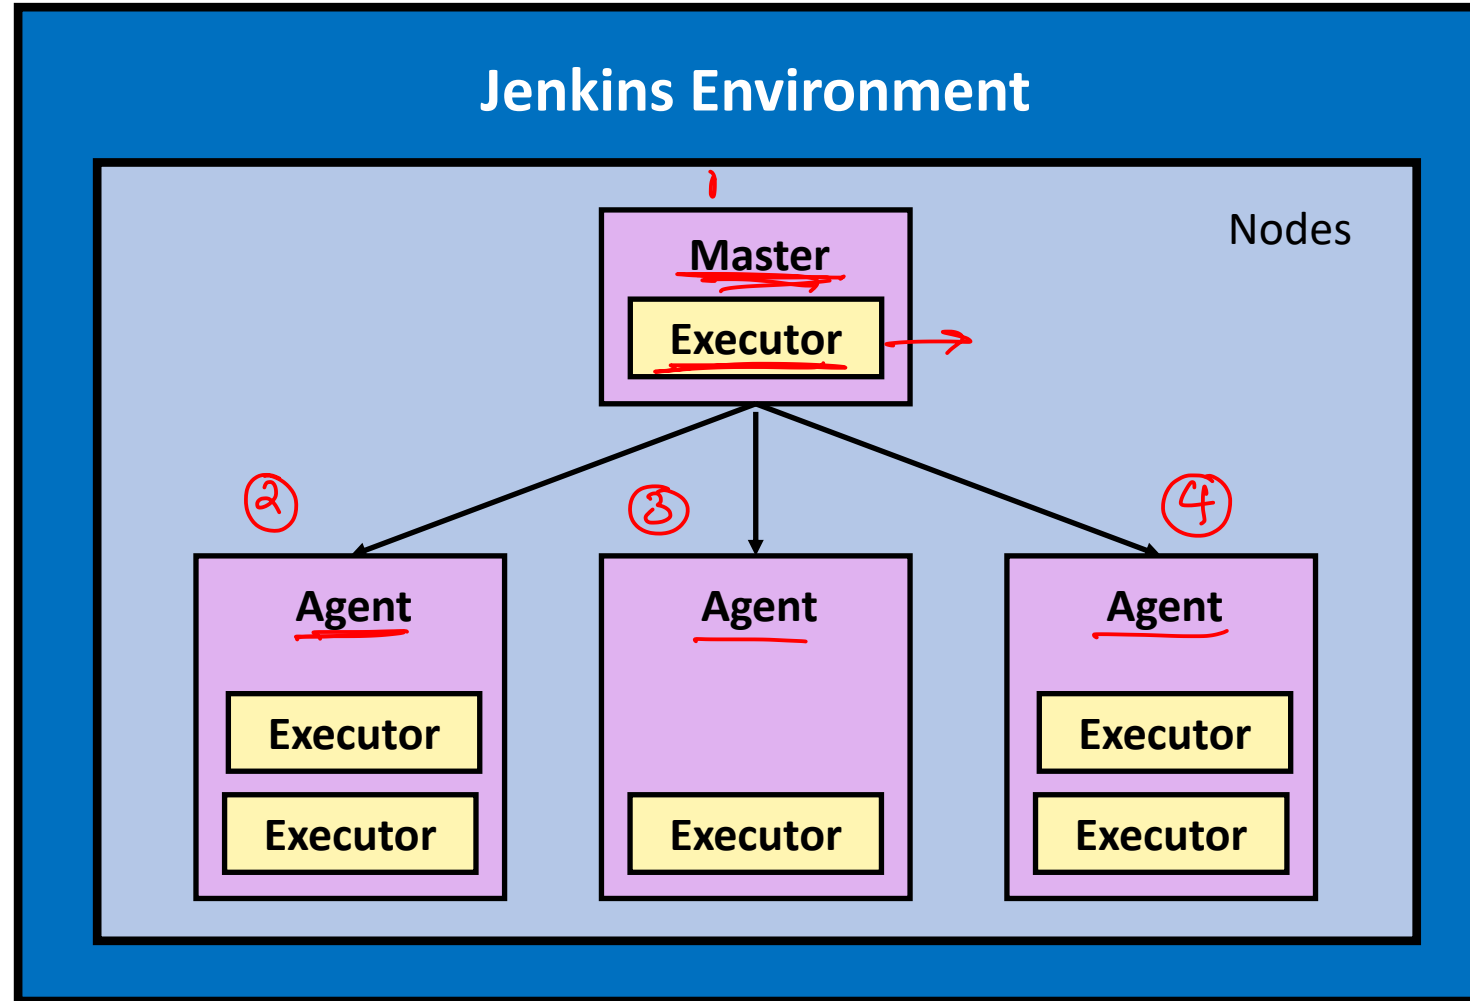 Jenkins Environment
1
Nodes
Master
Executor
2
3
4
Agent
Agent
Agent
Executor
Executor
Executor
Executor
Executor